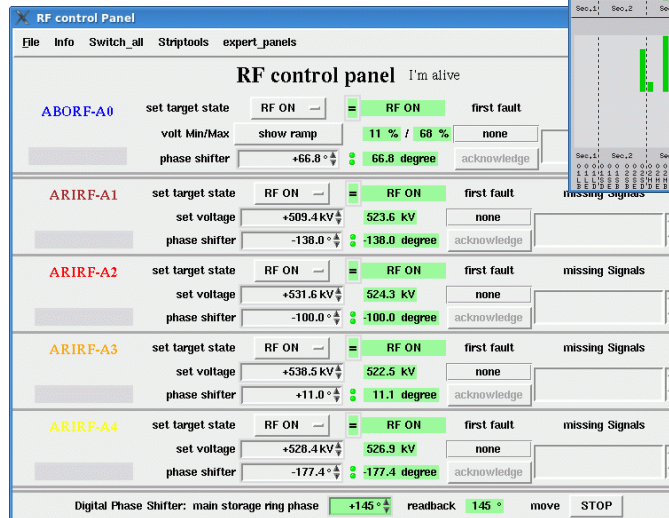 RF control Panel
File Info Switch_all Striptools expert_panels
RF control panel I'm alive
ABORF-A0 set target state RF ON = RF ON first fault
volt Min/Max show ramp 11 % / 68 % none
phase shifter +66.8 ° 66.8 degree acknowledge
ARIRF-A1 set target state RF ON = RF ON first fault missing Signals
set voltage +509.4 kV 523.6 kV none
phase shifter -138.0 ° -138.0 degree acknowledge
ARIRF-A2 set target state RF ON = RF ON first fault missing Signals
set voltage +531.6 kV 524.3 kV none
phase shifter -100.0 ° -100.0 degree acknowledge
ARIRF-A3 set target state RF ON = RF ON first fault missing Signals
set voltage +538.5 kV 522.5 kV none
phase shifter +11.0 ° 11.1 degree acknowledge
ARIRF-A4 set target state RF ON = RF ON first fault missing Signals
set voltage +528.4 kV 526.9 kV none
phase shifter -177.4 ° -177.4 degree acknowledge
Digital Phase Shifter: main storage ring phase +145 ° readback 145 ° move STOP
Sec.1 Sec.2
Sec.1 Sec.2